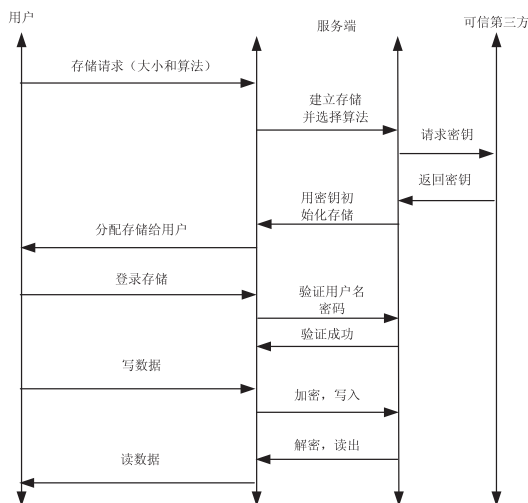 用户
服务端
可信第三方
存储请求（大小和算法）
建立存储
并选择算法
请求密钥
返回密钥
用密钥初
始化存储
分配存储给用户
登录存储
验证用户名
密码
验证成功
写数据
加密，写入
解密，读出
读数据